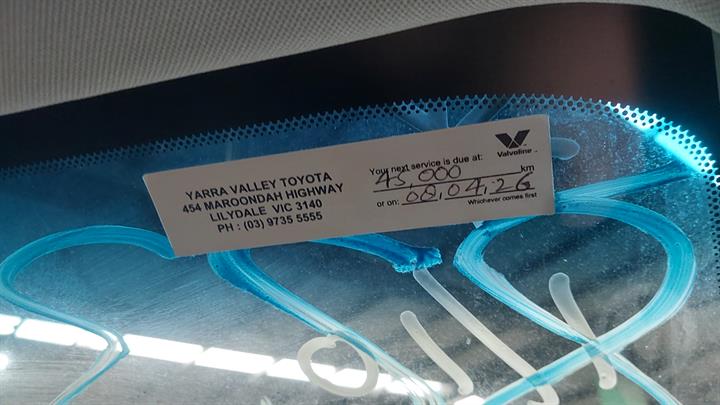 YARRA VALLEY TOYOTA
454 MAROONDAH HIGHWAY
LILYDALE VIC 3140
PH : (03) 9735 5555
Valvoline
Your next service is due at:
45,000 km
or on: 08.04.26
Whichever comes first